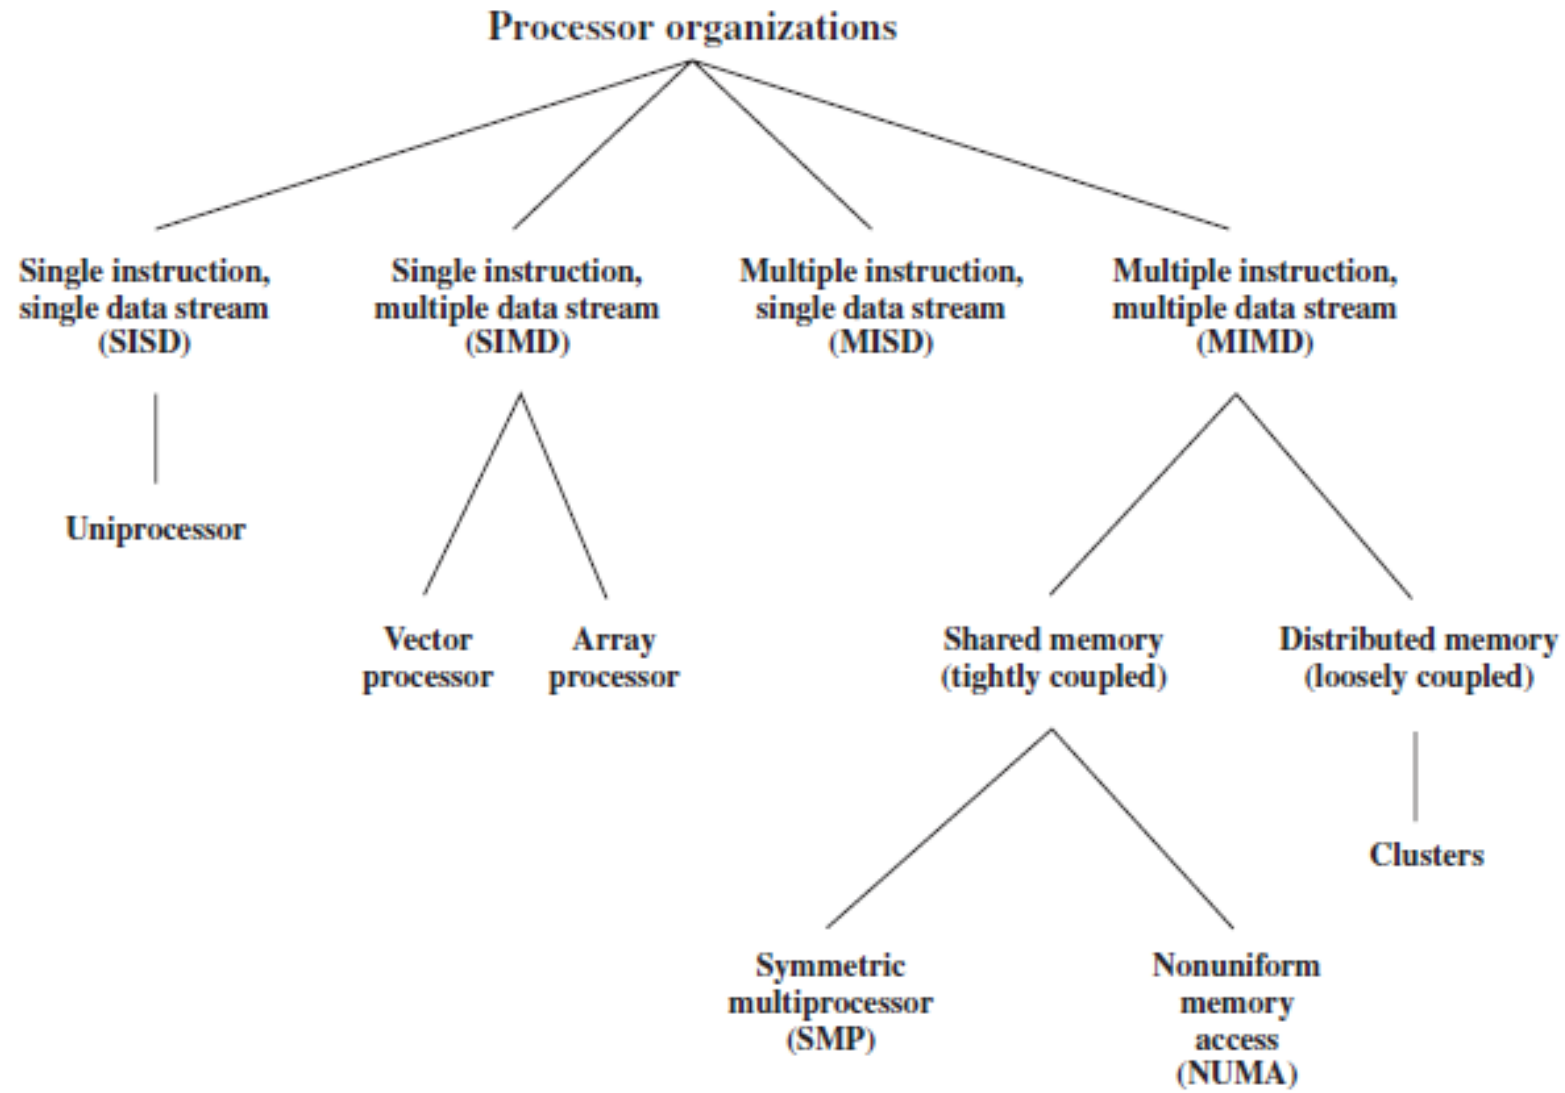 Processor organizations
Single instruction,
single data stream
(SISD)
Single instruction,
multiple data stream
(SIMD)
Multiple instruction,
single data stream
(MISD)
Multiple instruction,
multiple data stream
(MIMD)
Uniprocessor
Vector
processor
Array
processor
Shared memory
(tightly coupled)
Distributed memory
(loosely coupled)
Clusters
Symmetric
multiprocessor
(SMP)
Nonuniform
memory
access
(NUMA)